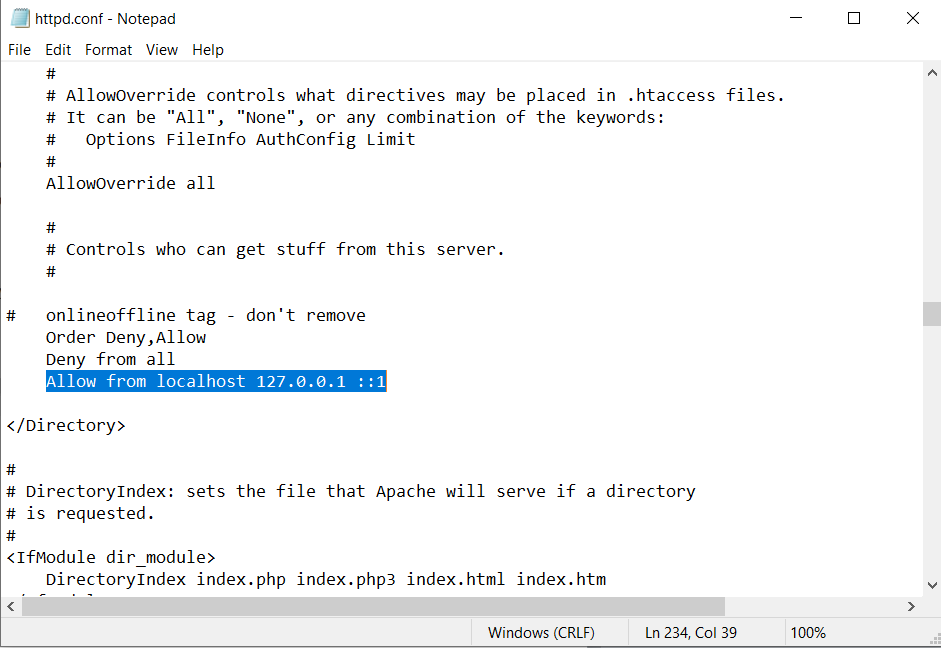 httpd.conf - Notepad
File Edit Format View Help
#
# AllowOverride controls what directives may be placed in .htaccess files.
# It can be "All", "None", or any combination of the keywords:
#   Options FileInfo AuthConfig Limit
#
AllowOverride all
#
# Controls who can get stuff from this server.
#
#   onlineoffline tag - don't remove
Order Deny,Allow
Deny from all
Allow from localhost 127.0.0.1 ::1
</Directory>
#
# DirectoryIndex: sets the file that Apache will serve if a directory
# is requested.
#
<IfModule dir_module>
DirectoryIndex index.php index.php3 index.html index.htm
Windows (CRLF) Ln 234, Col 39 100%